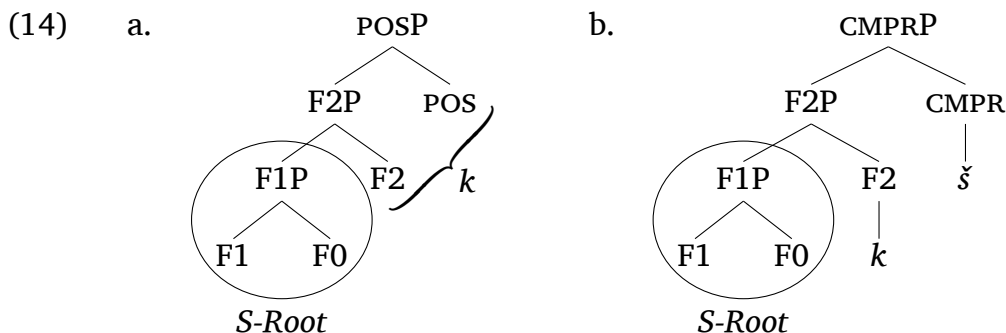 (14) a. POSP b. CMPRP
F2P POS F2P CMPR
F1P F2 k F1P F2 š
F1 F0 F1 F0 k
S-Root S-Root